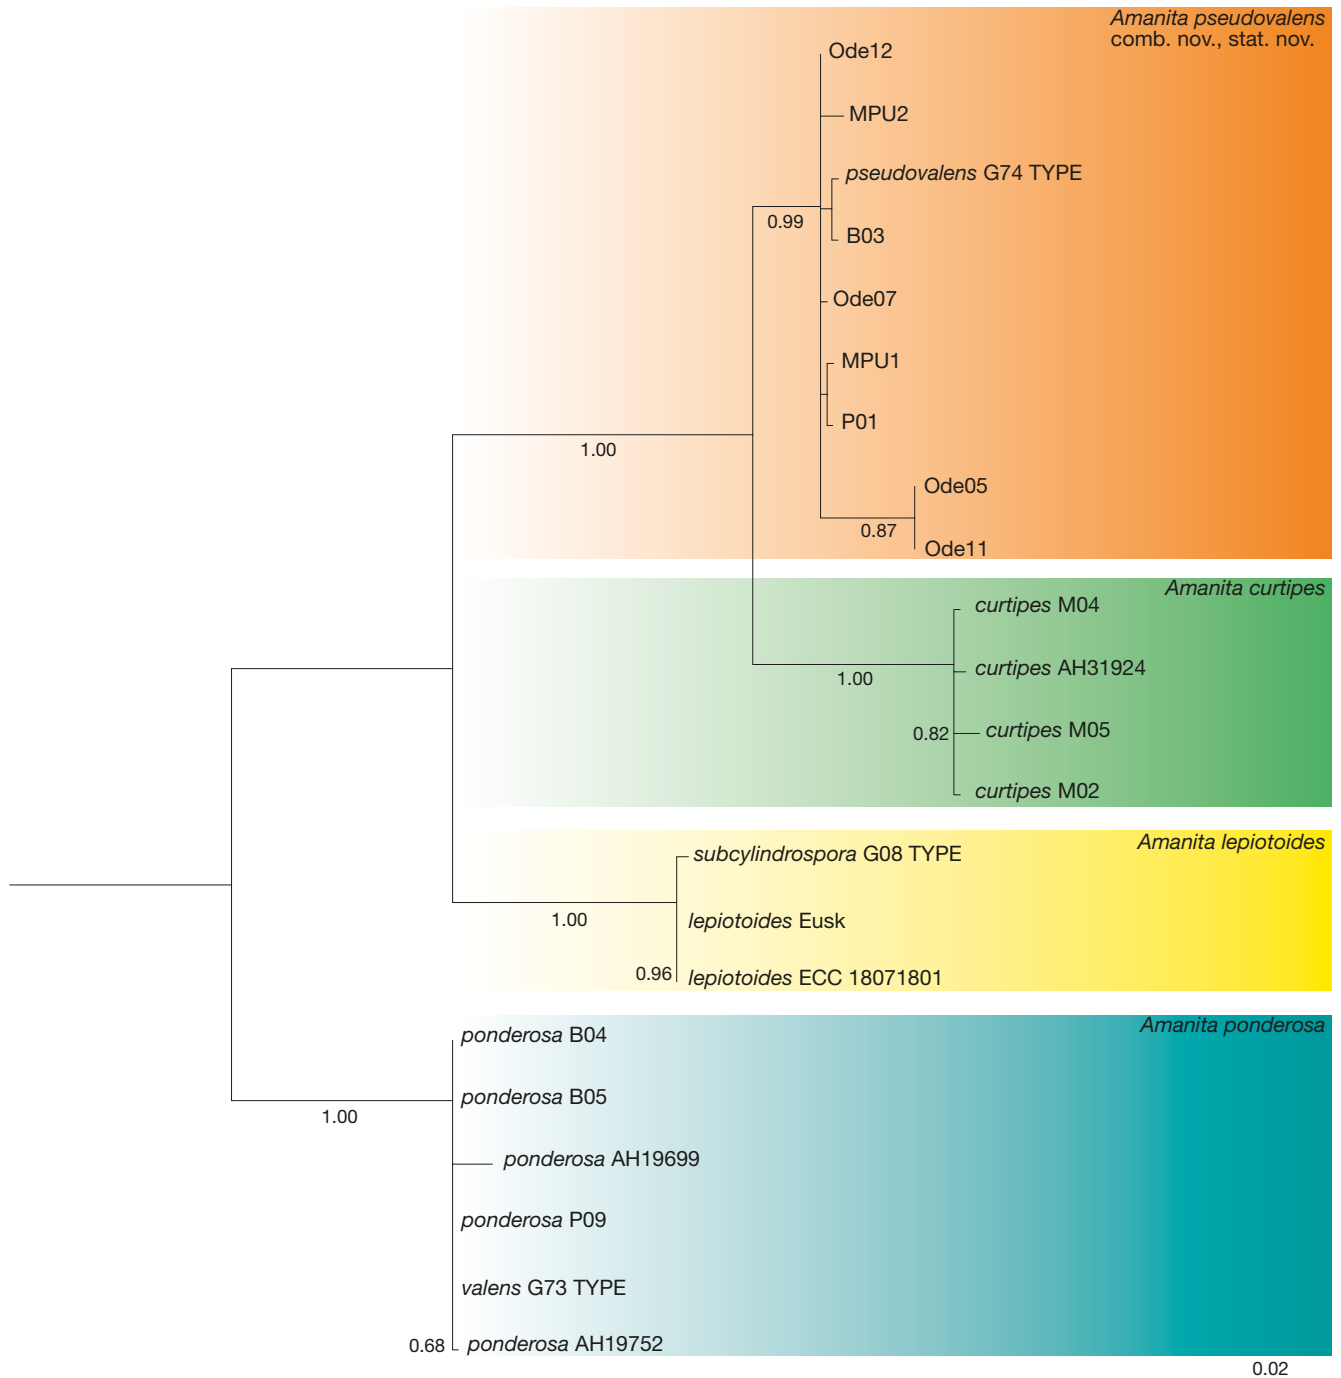 Amanita pseudovalens
comb. nov., stat. nov.
Ode12
MPU2
pseudovalens G74 TYPE
0.99
B03
Ode07
MPU1
P01
1.00
Ode05
0.87
Ode11
Amanita curtipes
curtipes M04
curtipes AH31924
1.00
curtipes M05
0.82
curtipes M02
Amanita lepiotoides
subcylindrospora G08 TYPE
1.00
lepiotoides Eusk
0.96
lepiotoides ECC 18071801
Amanita ponderosa
ponderosa B04
ponderosa B05
1.00
ponderosa AH19699
ponderosa P09
valens G73 TYPE
0.68
ponderosa AH19752
0.02